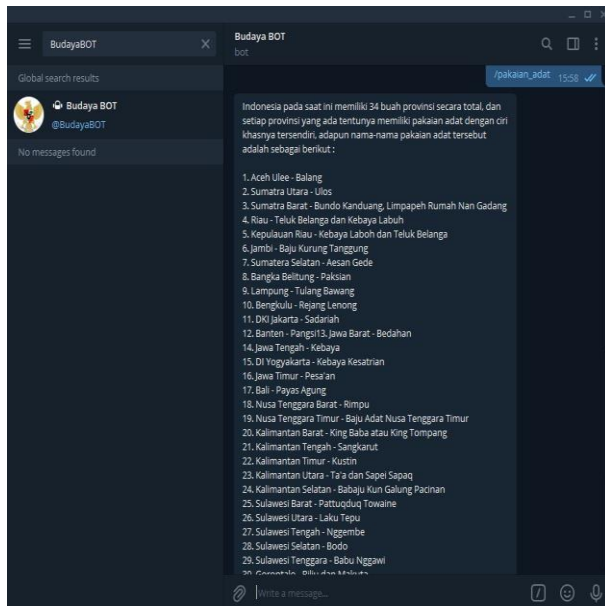 BudayaBOT
Global search results
Budaya BOT
@BudayaBOT
No messages found
Budaya BOT
bot
/pakaian_adat 15:58
Indonesia pada saat ini memiliki 34 buah provinsi secara total, dan
setiap provinsi yang ada tentunya memiliki pakaian adat dengan ciri
khasnya tersendiri, adapun nama-nama pakaian adat tersebut
adalah sebagai berikut :
1. Aceh Ulee - Balang
2. Sumatra Utara - Ulos
3. Sumatra Barat - Bundo Kanduang, Limpapeh Rumah Nan Gadang
4. Riau - Teluk Belanga dan Kebaya Labuh
5. Kepulauan Riau - Kebaya Laboh dan Teluk Belanga
6. Jambi - Baju Kurung Tanggung
7. Sumatera Selatan - Aesan Gede
8. Bangka Belitung - Paksian
9. Lampung - Tulang Bawang
10. Bengkulu - Rejang Lenong
11. DKI Jakarta - Sadariah
12. Banten - Pangsi13. Jawa Barat - Bedahan
14. Jawa Tengah - Kebaya
15. DI Yogyakarta - Kebaya Kesatrian
16. Jawa Timur - Pesa'an
17. Bali - Payas Agung
18. Nusa Tenggara Barat - Rimpu
19. Nusa Tenggara Timur - Baju Adat Nusa Tenggara Timur
20. Kalimantan Barat - King Baba atau King Tompang
21. Kalimantan Tengah - Sangkarut
22. Kalimantan Timur - Kustin
23. Kalimantan Utara - Ta'a dan Sapei Sapaq
24. Kalimantan Selatan - Babaju Kun Galung Pacinan
25. Sulawesi Barat - Pattuqduq Towaine
26. Sulawesi Utara - Laku Tepu
27. Sulawesi Tengah - Nggembe
28. Sulawesi Selatan - Bodo
29. Sulawesi Tenggara - Babu Nggawi
30. Gorontalo - Biliu dan Makuta
Write a message...